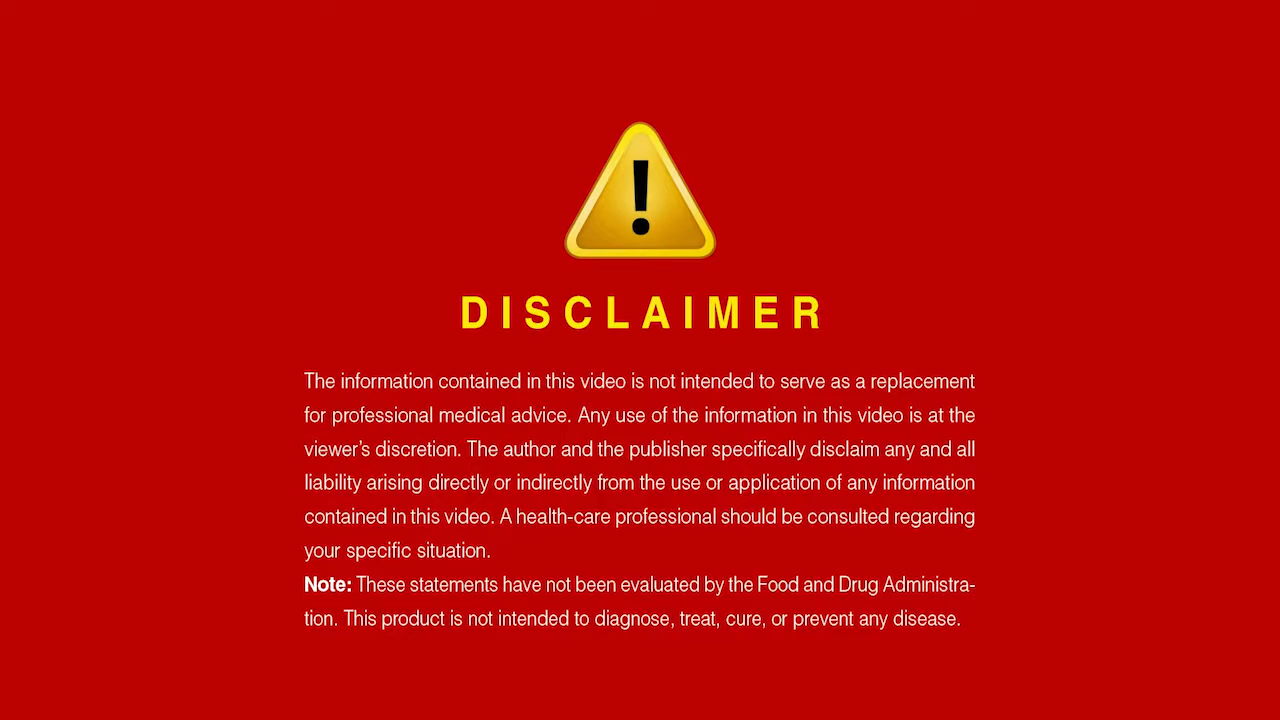 !
DISCLAIMER
The information contained in this video is not intended to serve as a replacement
for professional medical advice. Any use of the information in this video is at the
viewer’s discretion. The author and the publisher specifically disclaim any and all
liability arising directly or indirectly from the use or application of any information
contained in this video. A health-care professional should be consulted regarding
your specific situation.
Note: These statements have not been evaluated by the Food and Drug Administra-
tion. This product is not intended to diagnose, treat, cure, or prevent any disease.